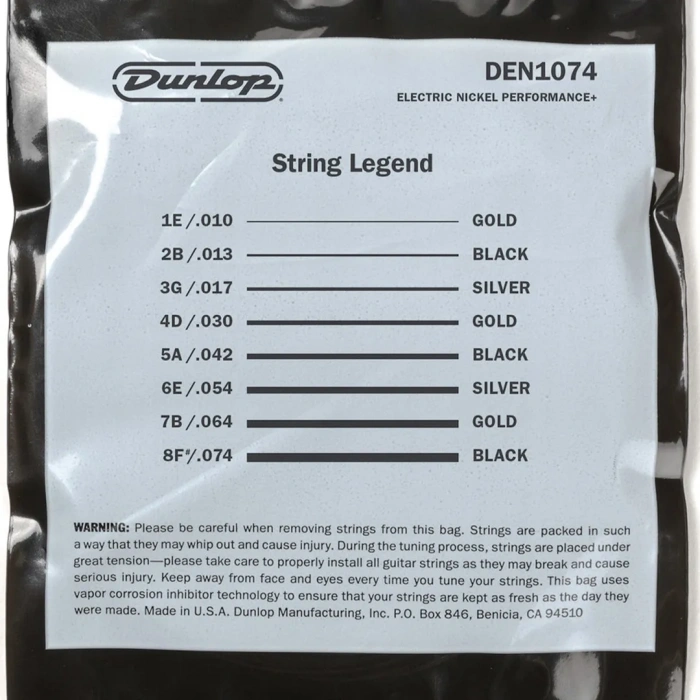 Dunlop
DEN1074
ELECTRIC NICKEL PERFORMANCE+
String Legend
1E/.010 GOLD
2B/.013 BLACK
3G/.017 SILVER
4D/.030 GOLD
5A/.042 BLACK
6E/.054 SILVER
7B/.064 GOLD
8F#/.074 BLACK
WARNING: Please be careful when removing strings from this bag. Strings are packed in such
a way that they may whip out and cause injury. During the tuning process, strings are placed under
great tension—please take care to properly install all guitar strings as they may break and cause
serious injury. Keep away from face and eyes every time you tune your strings. This bag uses
vapor corrosion inhibitor technology to ensure that your strings are kept as fresh as the day they
were made. Made in U.S.A. Dunlop Manufacturing, Inc. P.O. Box 846, Benicia, CA 94510